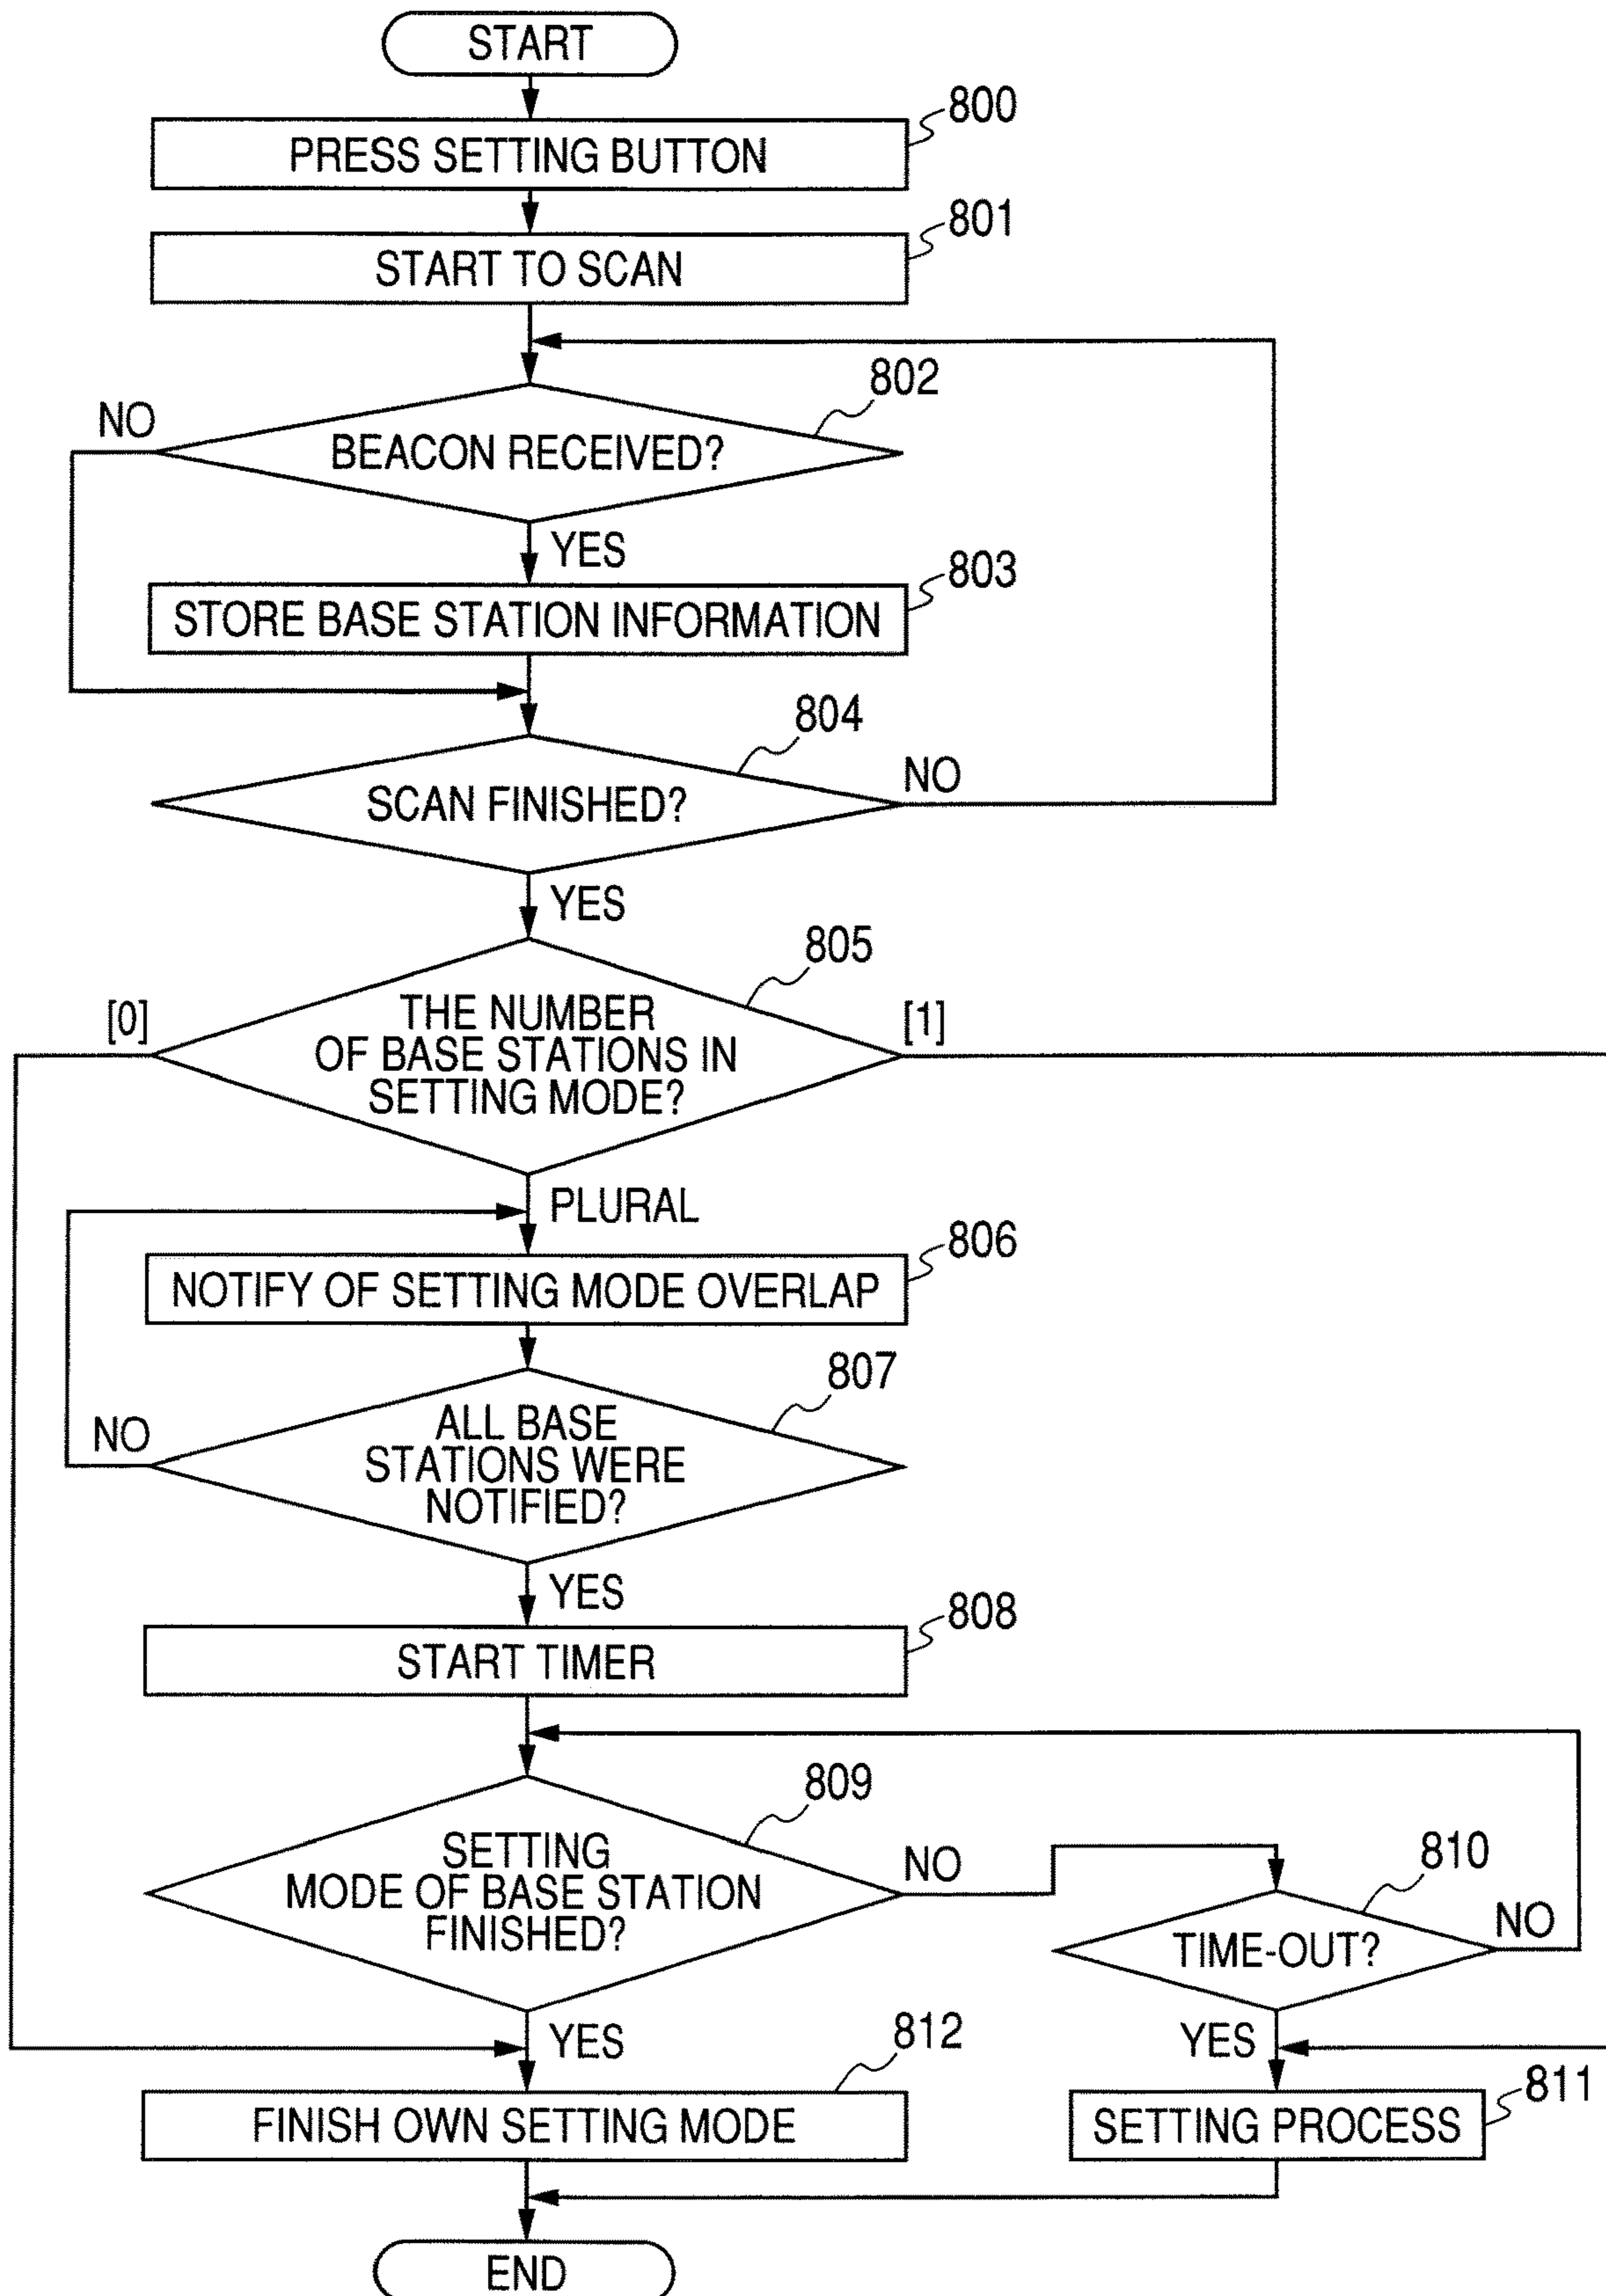 START
800
PRESS SETTING BUTTON
801
START TO SCAN
802
NO
BEACON RECEIVED?
YES
803
STORE BASE STATION INFORMATION
804
NO
SCAN FINISHED?
YES
805
[0]
[1]
THE NUMBER
OF BASE STATIONS IN
SETTING MODE?
PLURAL
806
NOTIFY OF SETTING MODE OVERLAP
807
NO
ALL BASE
STATIONS WERE
NOTIFIED?
YES
808
START TIMER
809
SETTING
MODE OF BASE STATION
FINISHED?
NO
810
NO
TIME-OUT?
YES
812
YES
811
FINISH OWN SETTING MODE
SETTING PROCESS
END